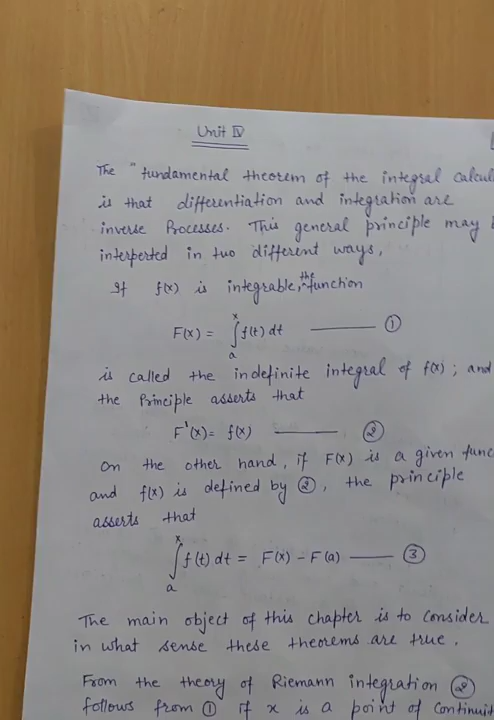 Unit IV
The "fundamental theorem of the integral calcul
is that differentiation and integration are
inverse Processes. This general principle may
interperted in two different ways,
If f(x) is integrable, the function
F(x) = ∫ₐˣ f(t) dt —— ①
is called the indefinite integral of f(x) ; and
the Principle asserts that
F'(x) = f(x) —— ②
On the other hand, if F(x) is a given func
and f(x) is defined by ②, the principle
asserts that
∫ₐˣ f(t) dt = F(x) - F(a) —— ③
The main object of this chapter is to consider
in what sense these theorems are true.
From the theory of Riemann integration ②
follows from ① if x is a point of continuit